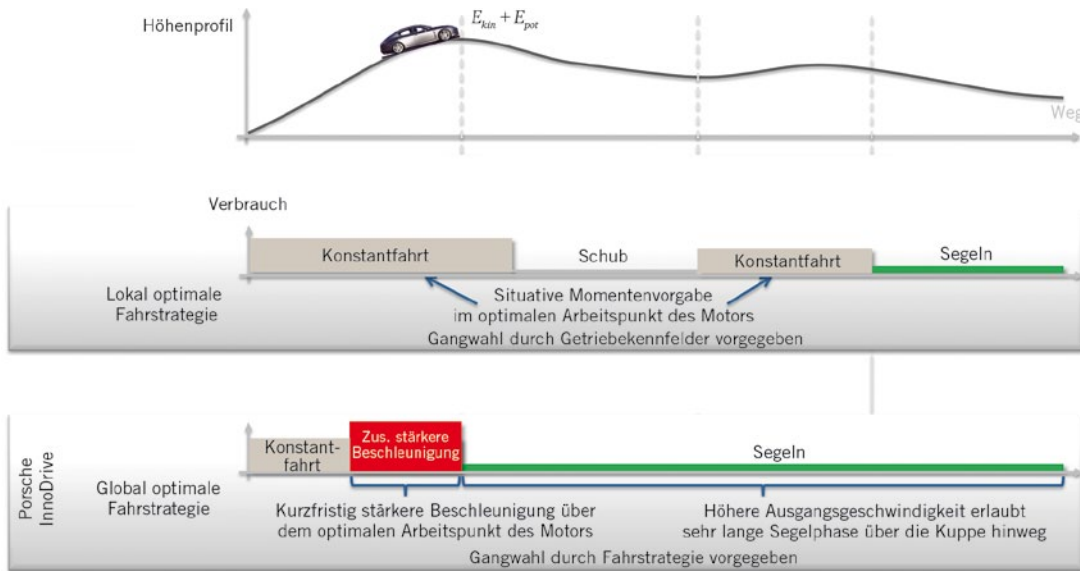 Höhenprofil
E_kin + E_pot
Weg
Verbrauch
Konstantfahrt
Schub
Konstantfahrt
Segeln
Lokal optimale
Fahrstrategie
Situative Momentenvorgabe
im optimalen Arbeitspunkt des Motors
Gangwahl durch Getriebekennfelder vorgegeben
Porsche
InnoDrive
Global optimale
Fahrstrategie
Konstant-
fahrt
Zus. stärkere
Beschleunigung
Segeln
Kurzfristig stärkere Beschleunigung über
dem optimalen Arbeitspunkt des Motors
Höhere Ausgangsgeschwindigkeit erlaubt
sehr lange Segelphase über die Kuppe hinweg
Gangwahl durch Fahrstrategie vorgegeben